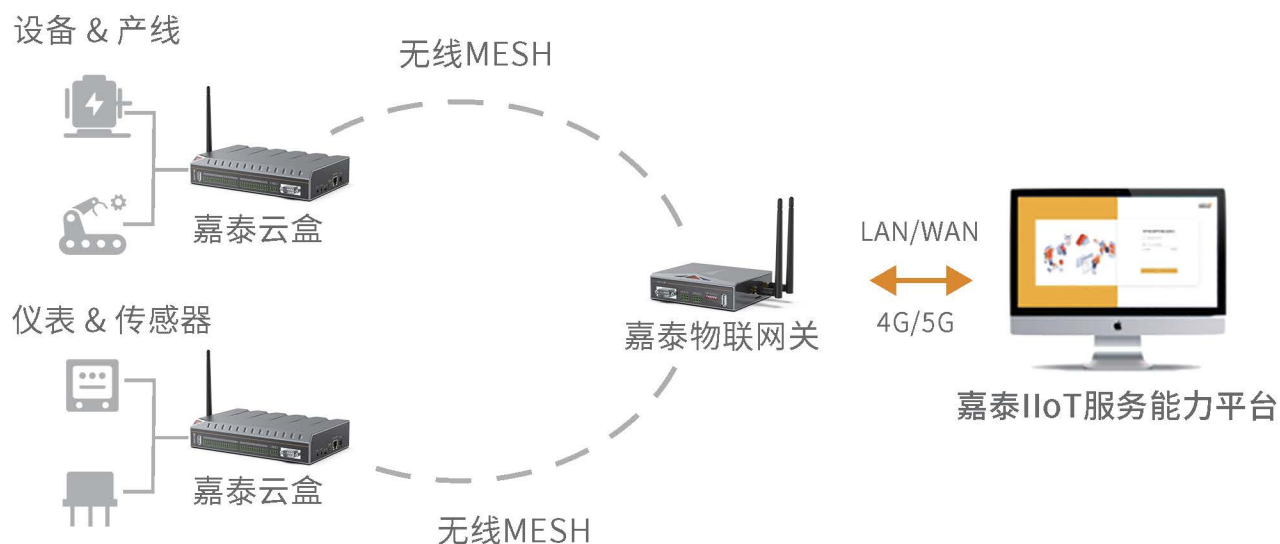 设备 & 产线
无线MESH
嘉泰云盒
LAN/WAN
4G/5G
仪表 & 传感器
嘉泰物联网关
嘉泰IIoT服务能力平台
嘉泰云盒
无线MESH